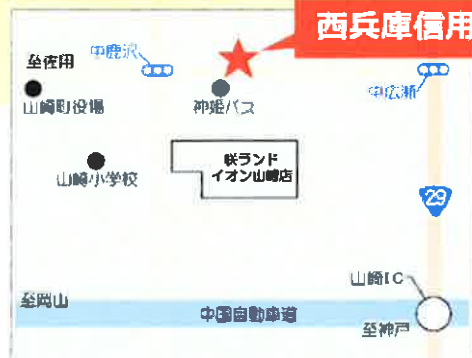 西兵庫信用
中鹿沢
至佐用
中広瀬
山崎町役場
神姫バス
咲ランド
イオン山崎店
山崎小学校
29
山崎IC
至岡山
中国自動車道
至神戸